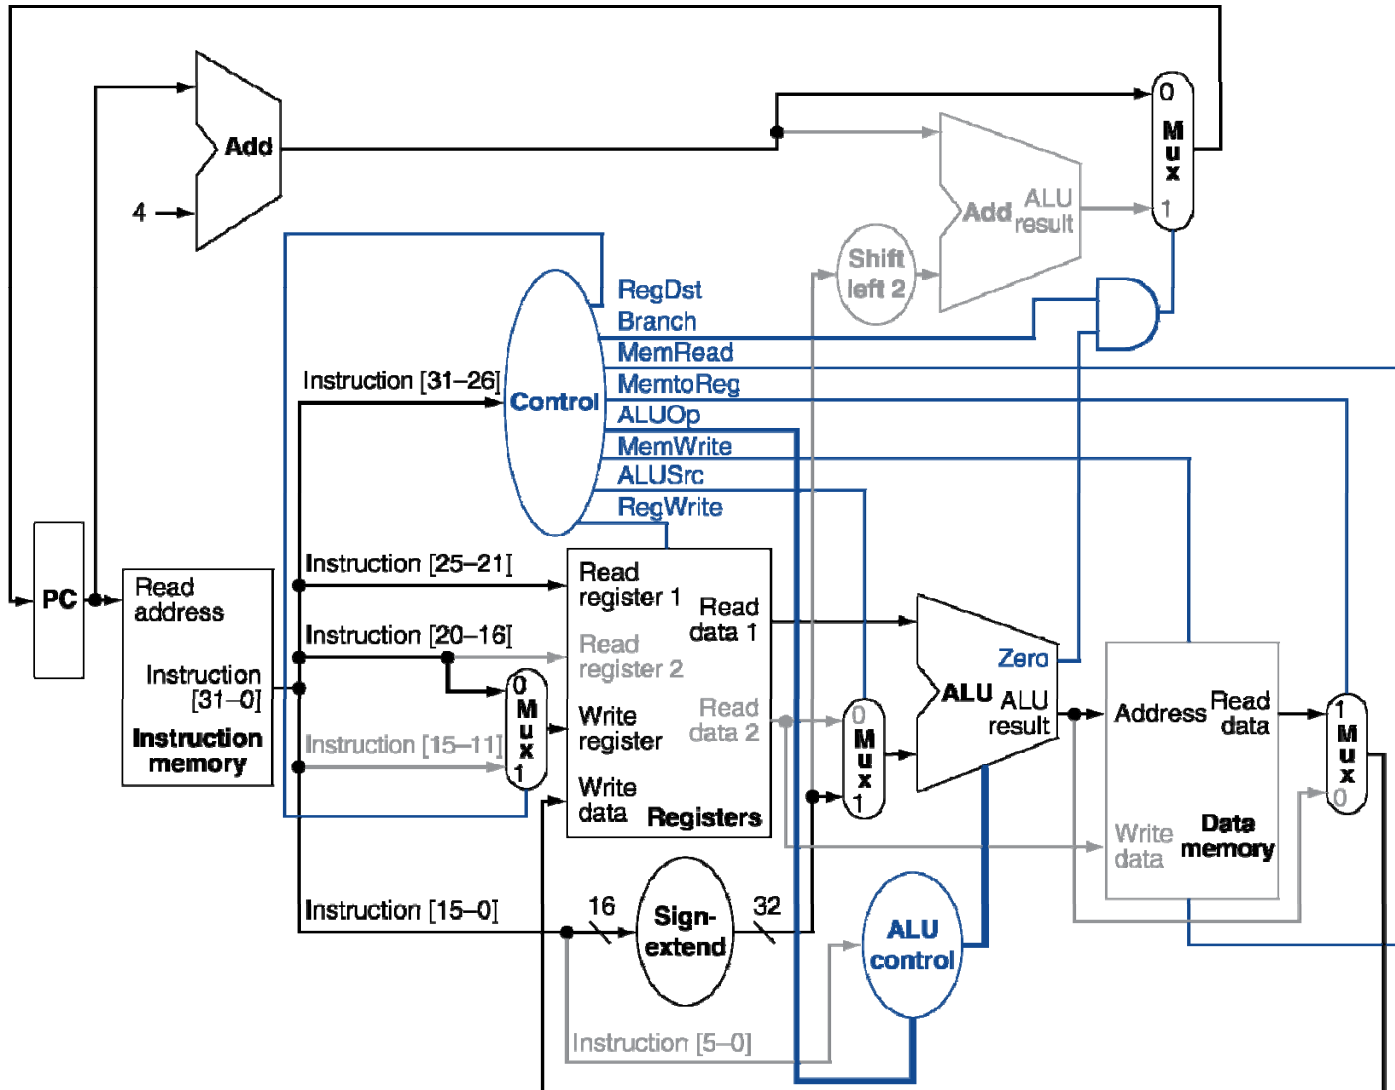 0
M
u
x
1
Add
4
Add
ALU
result
Shift
left 2
RegDst
Branch
MemRead
MemtoReg
ALUOp
MemWrite
ALUSrc
RegWrite
Control
Instruction [31–26]
Instruction [25–21]
Instruction [20–16]
Instruction [15–11]
Instruction [15–0]
Instruction [5–0]
PC
Read
address
Instruction
[31–0]
Instruction
memory
0
M
u
x
1
Read
register 1
Read
register 2
Write
register
Write
data
Read
data 1
Read
data 2
Registers
16
Sign-
extend
32
0
M
u
x
1
Zero
ALU
ALU
result
ALU
control
Address
Read
data
Write
data
Data
memory
1
M
u
x
0